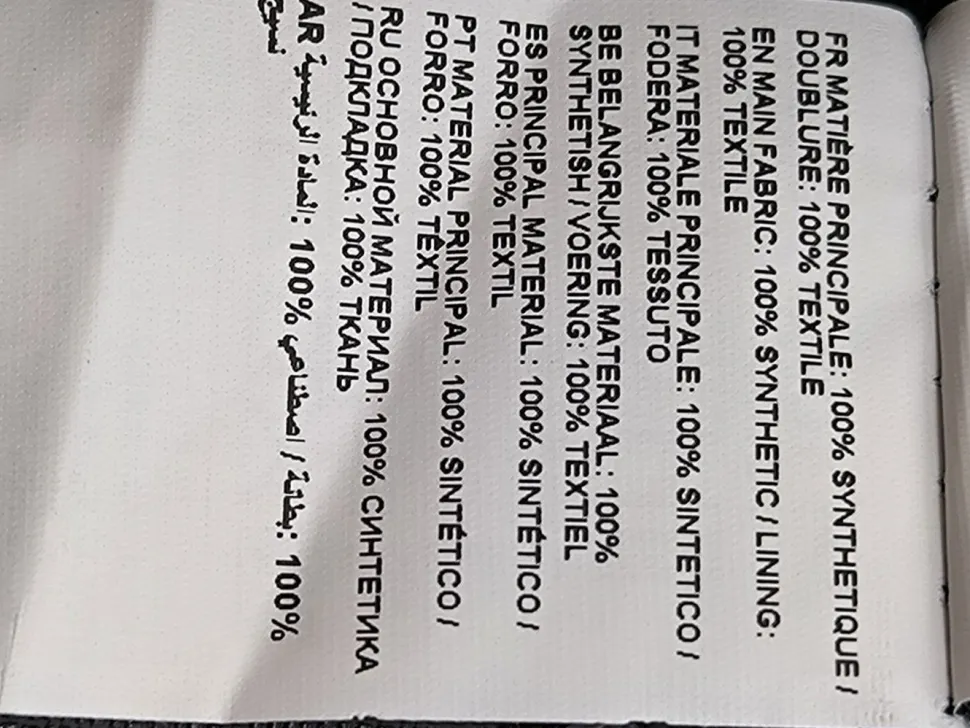 FR MATIÈRE PRINCIPALE: 100% SYNTHETIQUE /
DOUBLURE: 100% TEXTILE
EN MAIN FABRIC: 100% SYNTHETIC / LINING:
100% TEXTILE
IT MATERIALE PRINCIPALE: 100% SINTETICO /
FODERA: 100% TESSUTO
BE BELANGRIJKSTE MATERIAAL: 100%
SYNTHETISH / VOERING: 100% TEXTIEL
ES PRINCIPAL MATERIAL: 100% SINTÉTICO /
FORRO: 100% TEXTIL
PT MATERIAL PRINCIPAL: 100% SINTÉTICO /
FORRO: 100% TÊXTIL
RU ОСНОВНОЙ МАТЕРИАЛ: 100% СИНТЕТИКА
/ ПОДКЛАДКА: 100% ТКАНЬ
AR المادة الرئيسية: 100% اصطناعي / بطانة: 100%
نسيج